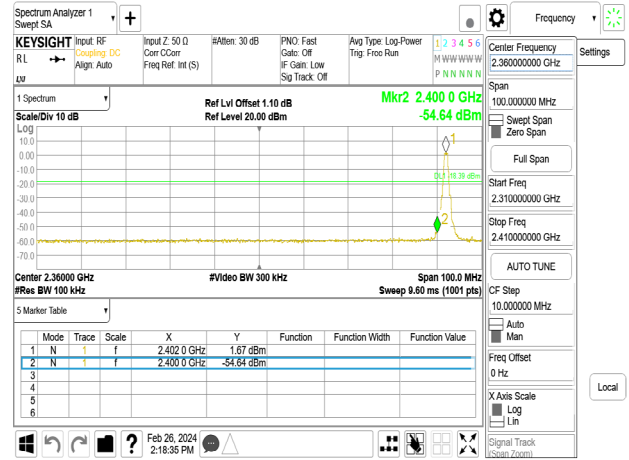 Spectrum Analyzer 1
Swept SA
+
Frequency
KEYSIGHT
RL
Input: RF
Coupling: DC
Align: Auto
Input Z: 50 Ω
Corr CCorr
Freq Ref: Int (S)
#Atten: 30 dB
PNO: Fast
Gate: Off
IF Gain: Low
Sig Track: Off
Avg Type: Log-Power
Trig: Free Run
1 2 3 4 5 6
M W W W W W
P N N N N N
LXI
Center Frequency
2.360000000 GHz
Settings
Span
100.000000 MHz
Swept Span
Zero Span
Full Span
Start Freq
2.310000000 GHz
Stop Freq
2.410000000 GHz
AUTO TUNE
CF Step
10.000000 MHz
Auto
Man
Freq Offset
0 Hz
X Axis Scale
Log
Lin
Signal Track
(Span Zoom)
Local
1 Spectrum
Scale/Div 10 dB
Ref Lvl Offset 1.10 dB
Ref Level 20.00 dBm
Mkr2 2.400 0 GHz
-54.64 dBm
Log
10.0
0.00
-10.0
-20.0
-30.0
-40.0
-50.0
-60.0
-70.0
1
DL1 -18.39 dBm
2
Center 2.36000 GHz
#Res BW 100 kHz
#Video BW 300 kHz
Span 100.0 MHz
Sweep 9.60 ms (1001 pts)
5 Marker Table
Mode Trace Scale X Y Function Function Width Function Value
1 N 1 f 2.402 0 GHz 1.67 dBm
2 N 1 f 2.400 0 GHz -54.64 dBm
3
4
5
6
?
Feb 26, 2024
2:18:35 PM